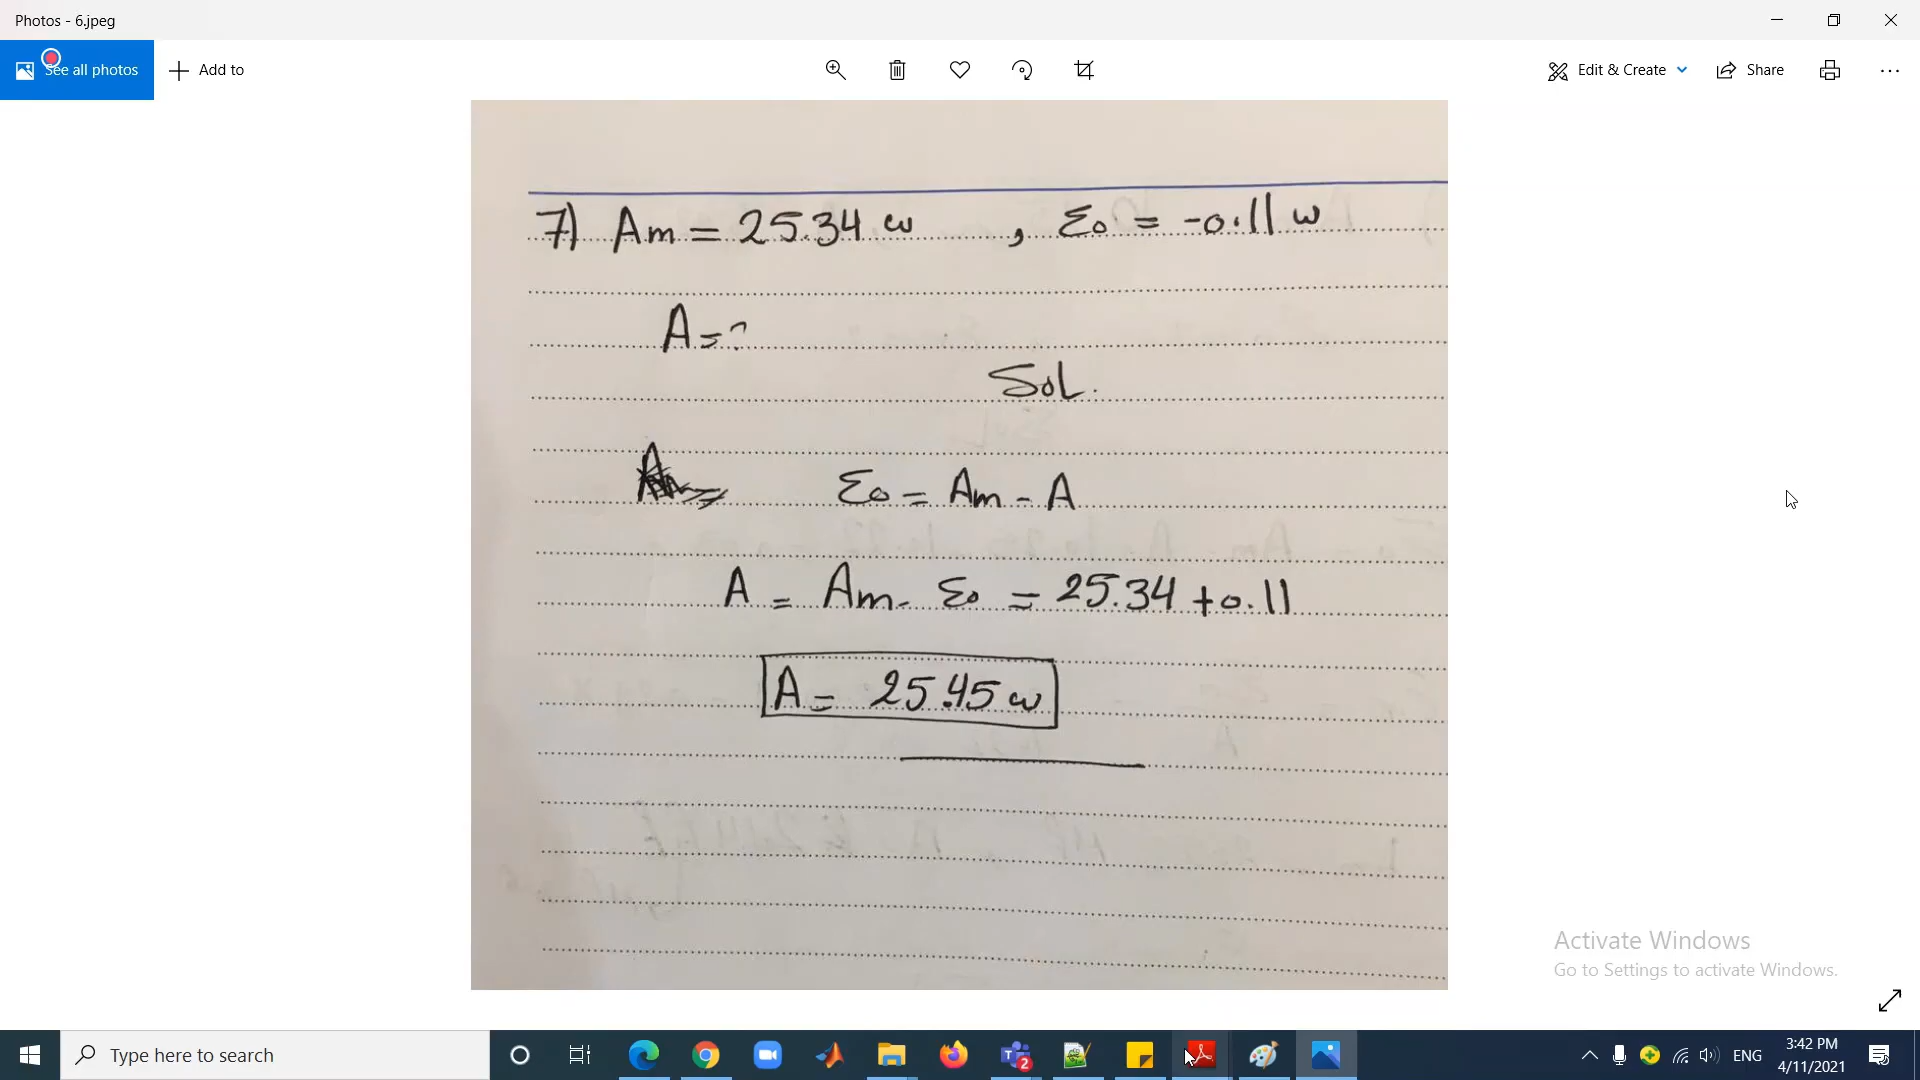 Photos - 6.jpeg
See all photos
Add to
Edit & Create
Share
7) Am = 25.34 w , Ɛo = -0.11 w
A = ?
SoL.
Ɛo = Am - A
A = Am - Ɛo = 25.34 + 0.11
A = 25.45 w
Activate Windows
Go to Settings to activate Windows.
Type here to search
2
ENG
3:42 PM
4/11/2021